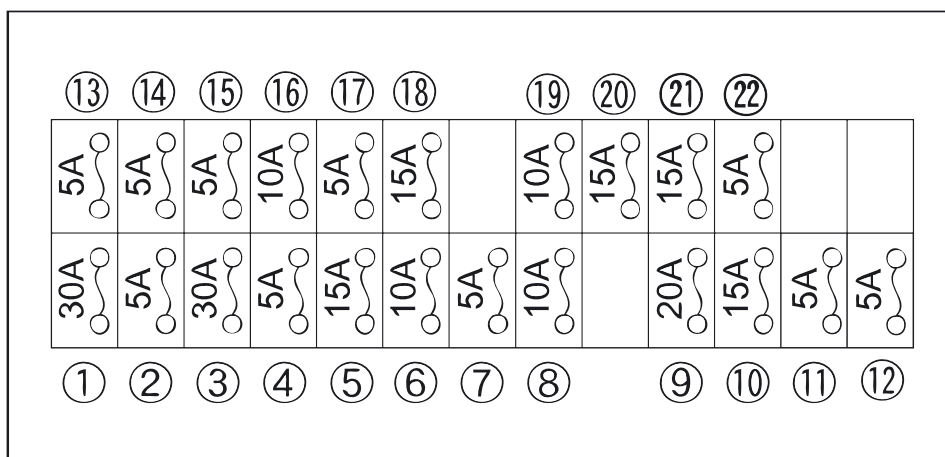 ⑬ ⑭ ⑮ ⑯ ⑰ ⑱ ⑲ ⑳ ㉑ ㉒
5A 5A 5A 10A 5A 15A 10A 15A 15A 5A
30A 5A 30A 5A 15A 10A 5A 10A 20A 15A 5A 5A
① ② ③ ④ ⑤ ⑥ ⑦ ⑧ ⑨ ⑩ ⑪ ⑫